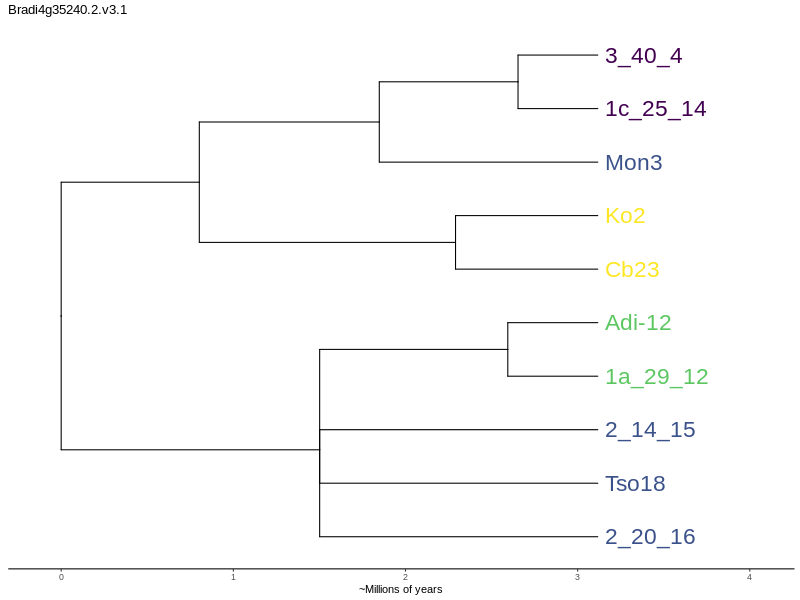 Bradi4g35240.2.v3.1
3_40_4
1c_25_14
Mon3
Ko2
Cb23
Adi-12
1a_29_12
2_14_15
Tso18
2_20_16
0 1 2 3 4
~Millions of years